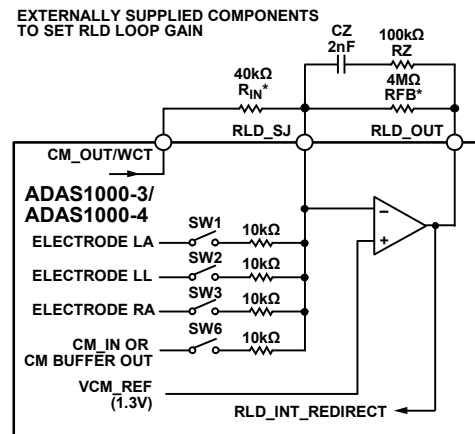 EXTERNALLY SUPPLIED COMPONENTS
TO SET RLD LOOP GAIN
CZ
2nF
100kΩ
RZ
40kΩ
RIN*
4MΩ
RFB*
CM_OUT/WCT
RLD_SJ
RLD_OUT
ADAS1000-3/
ADAS1000-4
ELECTRODE LA
SW1
10kΩ
ELECTRODE LL
SW2
10kΩ
ELECTRODE RA
SW3
10kΩ
CM_IN OR
CM BUFFER OUT
SW6
10kΩ
VCM_REF
(1.3V)
–
+
RLD_INT_REDIRECT